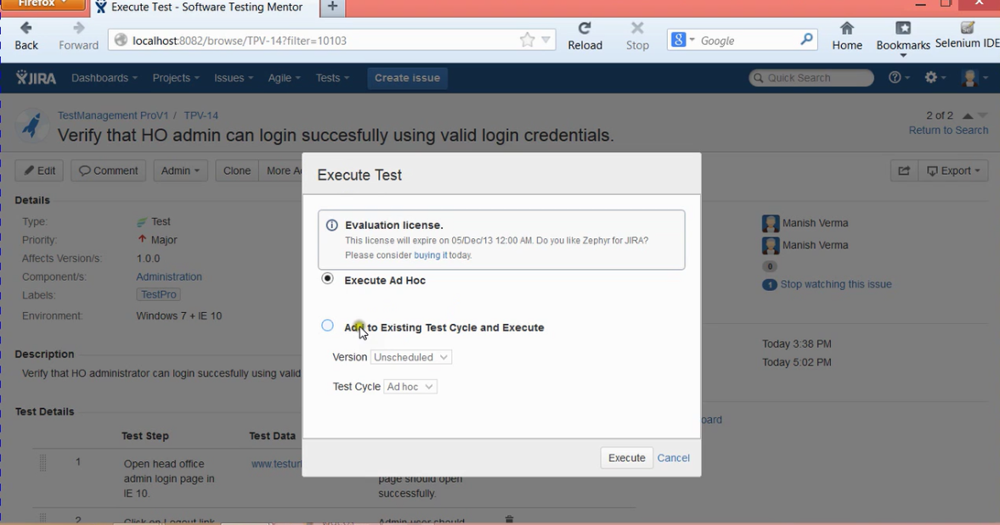 Firefox
Execute Test - Software Testing Mentor
+
Back
Forward
localhost:8082/browse/TPV-14?filter=10103
Reload
Stop
Google
Home
Bookmarks
Selenium IDE
JIRA
Dashboards
Projects
Issues
Agile
Tests
Create issue
Quick Search
TestManagement ProV1 / TPV-14
2 of 2
Verify that HO admin can login succesfully using valid login credentials.
Return to Search
Edit
Comment
Admin
Clone
More
Export
Execute Test
Evaluation license.
This license will expire on 05/Dec/13 12:00 AM. Do you like Zephyr for JIRA?
Please consider buying it today.
Execute Ad Hoc
Add to Existing Test Cycle and Execute
Version Unscheduled
Test Cycle Ad hoc
Execute
Cancel
Details
Type: Test
Priority: Major
Affects Version/s: 1.0.0
Component/s: Administration
Labels: TestPro
Environment: Windows 7 + IE 10
Manish Verma
Manish Verma
0
1 Stop watching this issue
Today 3:38 PM
Today 5:02 PM
Description
Verify that HO administrator can login succesfully using valid
Test Details
Test Step
Test Data
1
Open head office
admin login page in
IE 10.
www.testurl
page should open
successfully.
2
Click on Logout link
Admin user should